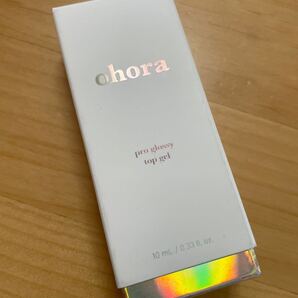 ohora
pro glossy
top gel
10 mL / 0.33 fl. oz.